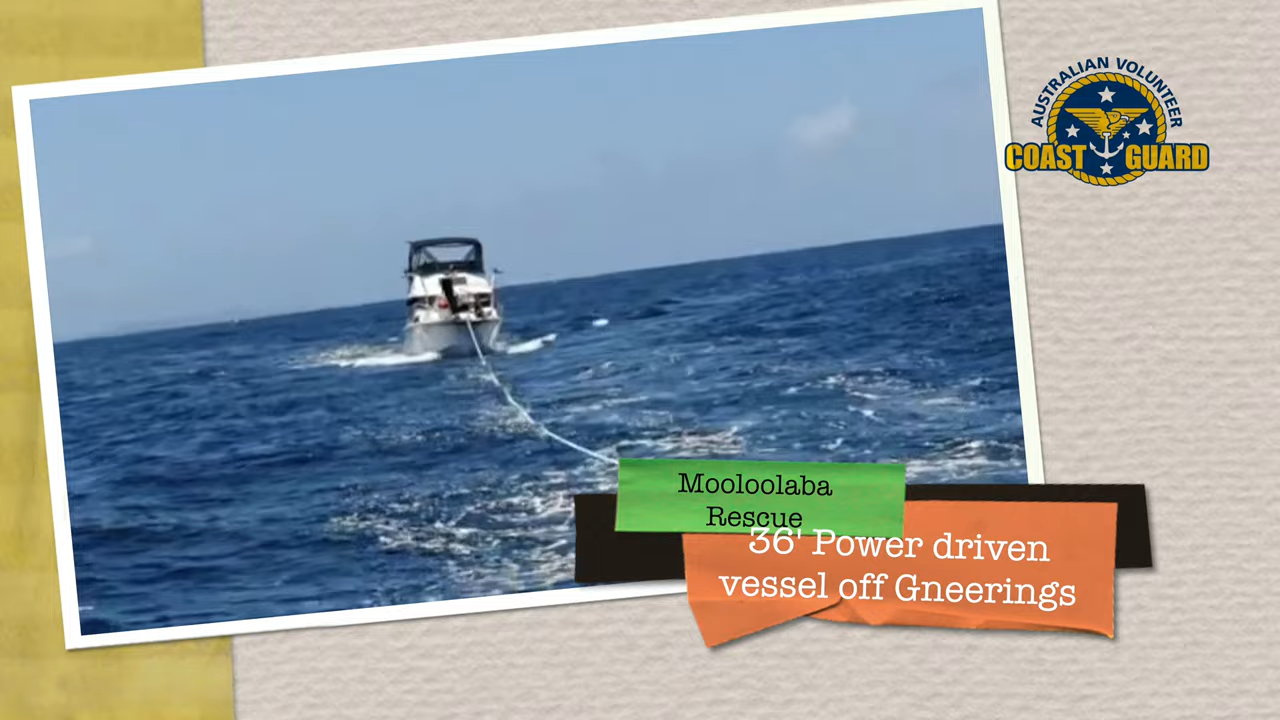 AUSTRALIAN VOLUNTEER
COAST GUARD
Mooloolaba
Rescue
36' Power driven
vessel off Gneerings